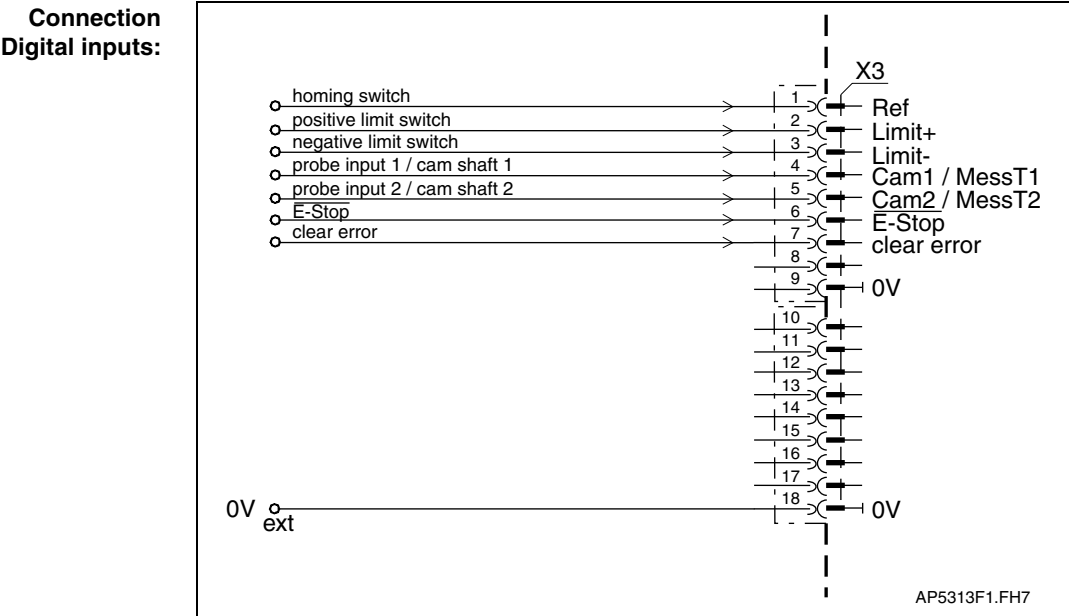 Connection
Digital inputs:
X3
homing switch 1 Ref
positive limit switch 2 Limit+
negative limit switch 3 Limit-
probe input 1 / cam shaft 1 4 Cam1 / MessT1
probe input 2 / cam shaft 2 5 Cam2 / MessT2
E-Stop 6 E-Stop
clear error 7 clear error
8
9 0V
10
11
12
13
14
15
16
17
0V ext 18 0V
AP5313F1.FH7